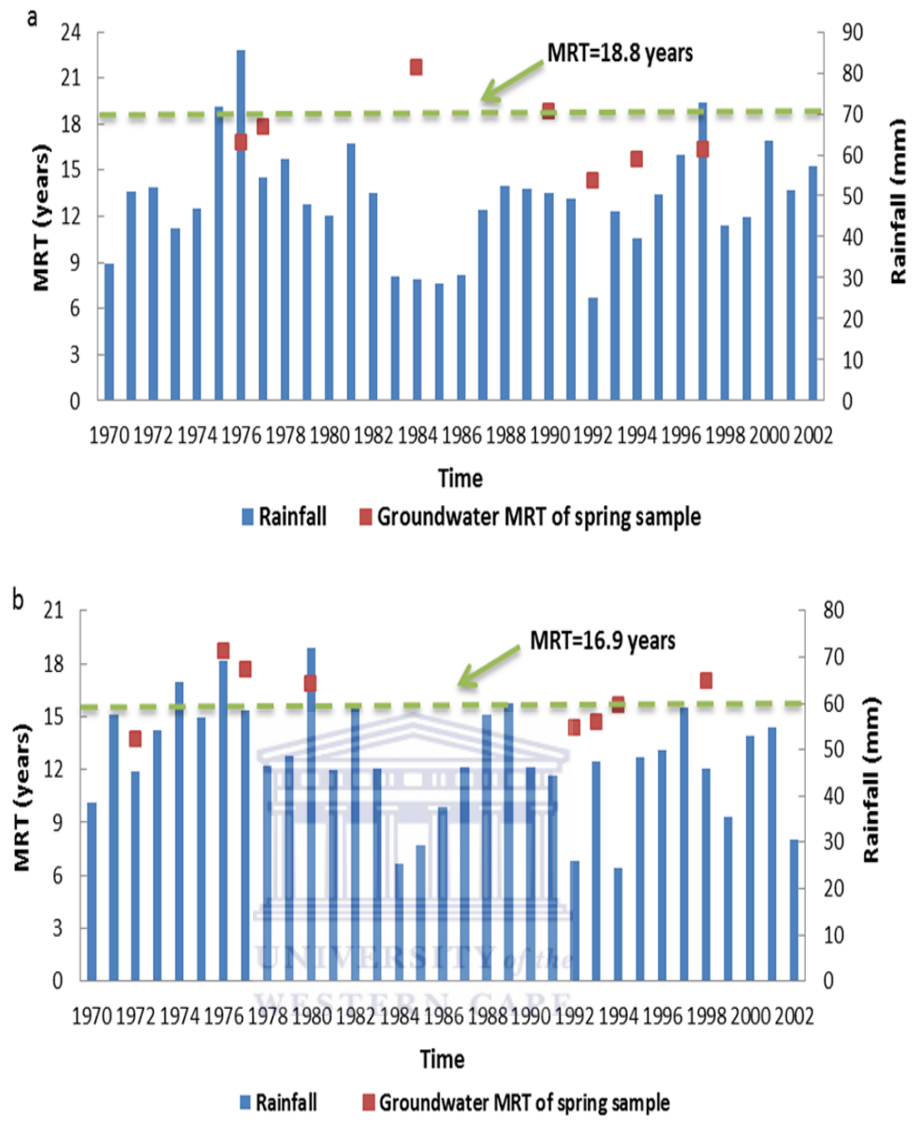 a
MRT=18.8 years
24
21
18
15
12
9
6
3
0
MRT (years)
90
80
70
60
50
40
30
20
10
0
Rainfall (mm)
1970 1972 1974 1976 1978 1980 1982 1984 1986 1988 1990 1992 1994 1996 1998 2000 2002
Time
Rainfall Groundwater MRT of spring sample
b
MRT=16.9 years
21
18
15
12
9
6
3
0
MRT (years)
80
70
60
50
40
30
20
10
0
Rainfall (mm)
UNIVERSITY of the
WESTERN CAPE
1970 1972 1974 1976 1978 1980 1982 1984 1986 1988 1990 1992 1994 1996 1998 2000 2002
Time
Rainfall Groundwater MRT of spring sample